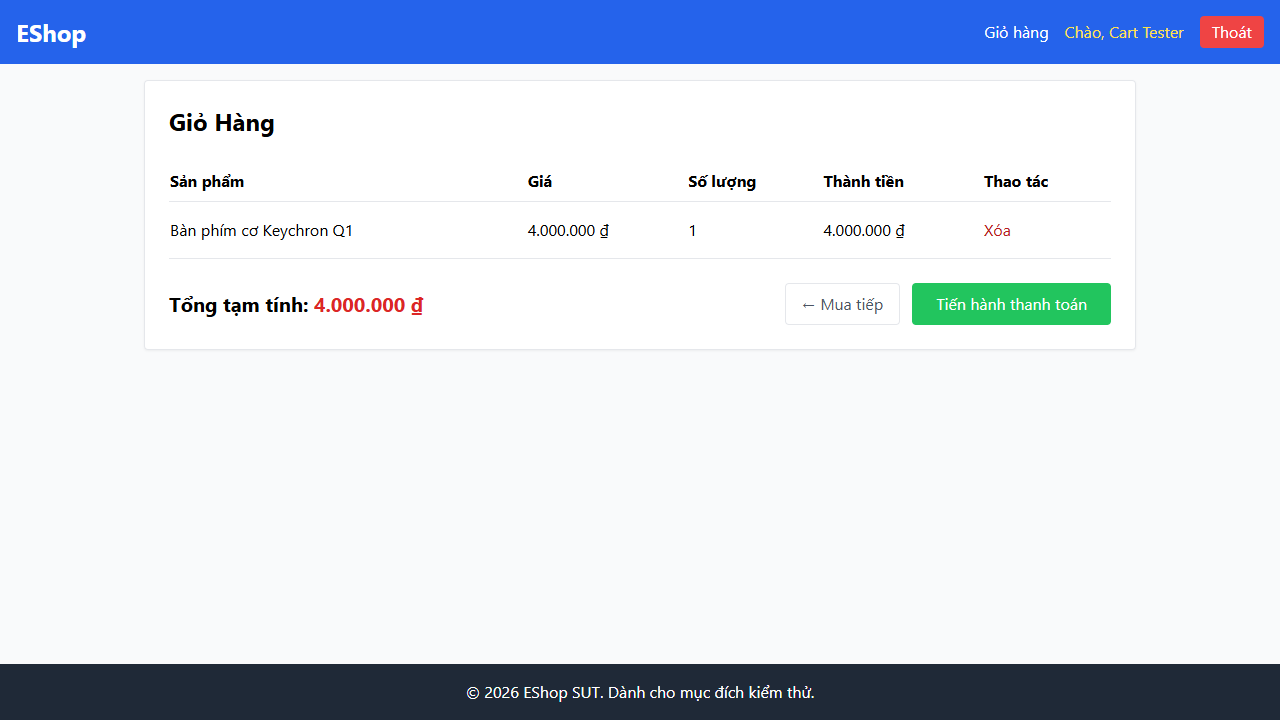 EShop
Giỏ hàng Chào, Cart Tester Thoát
Giỏ Hàng
Sản phẩm Giá Số lượng Thành tiền Thao tác
Bàn phím cơ Keychron Q1 4.000.000 ₫ 1 4.000.000 ₫ Xóa
Tổng tạm tính: 4.000.000 ₫ ← Mua tiếp Tiến hành thanh toán
© 2026 EShop SUT. Dành cho mục đích kiểm thử.